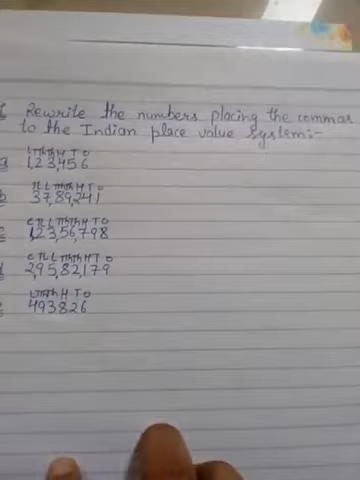 Rewrite the numbers placing the commas
to the Indian place value system:-
a L TTh Th H T O
1,23,456
b TL L TTh Th H T O
37,89,241
c C TL L TTh Th H T O
1,23,56,798
d C TL L TTh Th H T O
2,95,82,179
e L TTh Th H T O
493826